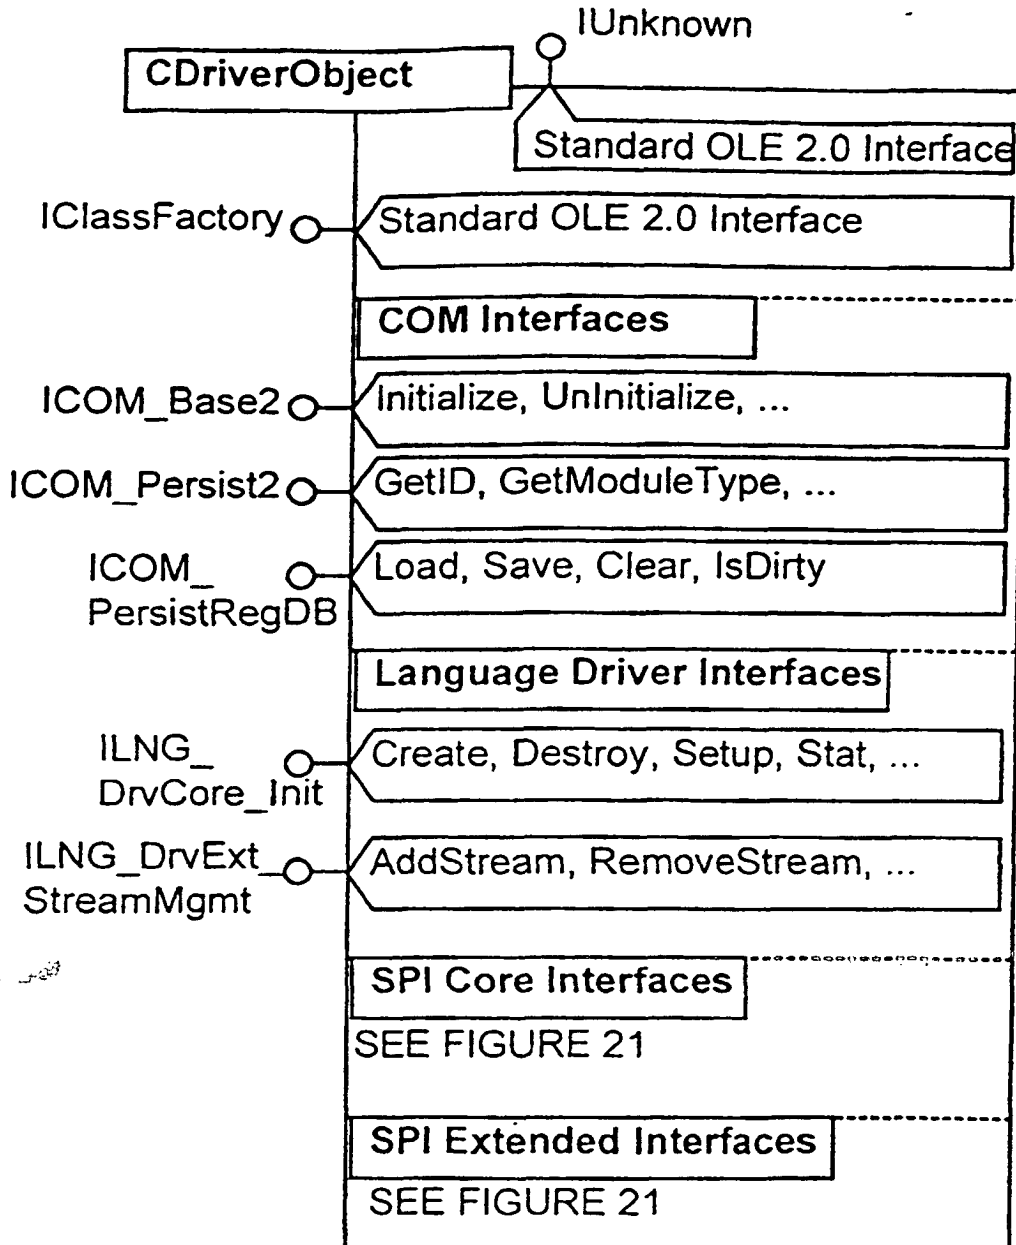 IUnknown
CDriverObject
Standard OLE 2.0 Interface
IClassFactory
Standard OLE 2.0 Interface
COM Interfaces
ICOM_Base2
Initialize, UnInitialize, ...
ICOM_Persist2
GetID, GetModuleType, ...
ICOM_
PersistRegDB
Load, Save, Clear, IsDirty
Language Driver Interfaces
ILNG_
DrvCore_Init
Create, Destroy, Setup, Stat, ...
ILNG_DrvExt_
StreamMgmt
AddStream, RemoveStream, ...
SPI Core Interfaces
SEE FIGURE 21
SPI Extended Interfaces
SEE FIGURE 21